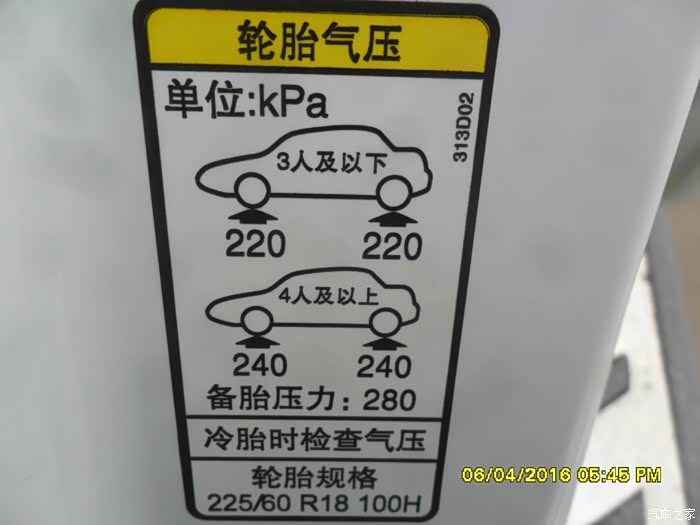 轮胎气压
单位:kPa
313D02
3人及以下
220 220
4人及以上
240 240
备胎压力：280
冷胎时检查气压
轮胎规格
225/60 R18 100H
06/04/2016 05:45 PM
汽车之家